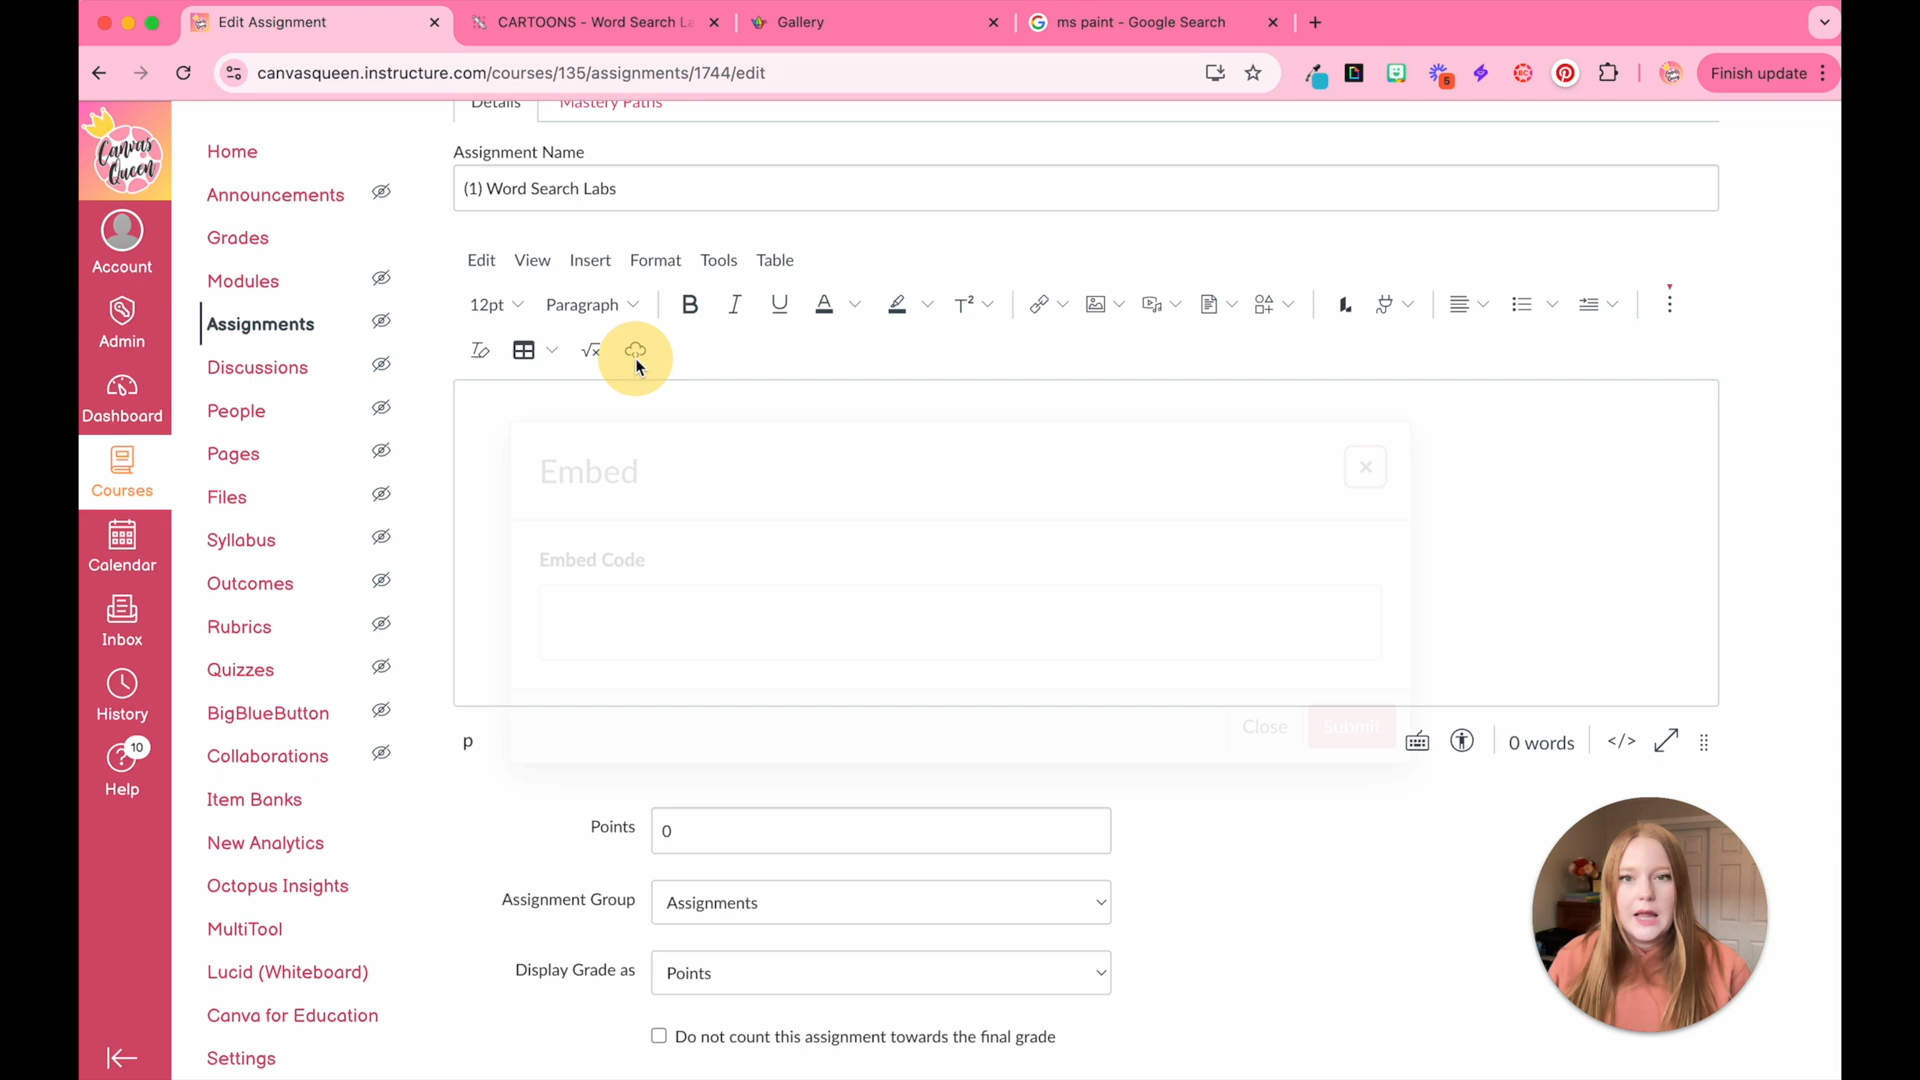 Edit Assignment
CARTOONS - Word Search La
Gallery
ms paint - Google Search
canvasqueen.instructure.com/courses/135/assignments/1744/edit
5
BC
Finish update
Canvas
Queen
Account
Admin
Dashboard
Courses
Calendar
Inbox
History
10
Help
Home
Announcements
Grades
Modules
Assignments
Discussions
People
Pages
Files
Syllabus
Outcomes
Rubrics
Quizzes
BigBlueButton
Collaborations
Item Banks
New Analytics
Octopus Insights
MultiTool
Lucid (Whiteboard)
Canva for Education
Settings
Details
Mastery Paths
Assignment Name
(1) Word Search Labs
Edit View Insert Format Tools Table
12pt Paragraph B I U A T²
√x
Embed
Embed Code
Close Submit
p
0 words </>
Points 0
Assignment Group Assignments
Display Grade as Points
Do not count this assignment towards the final grade